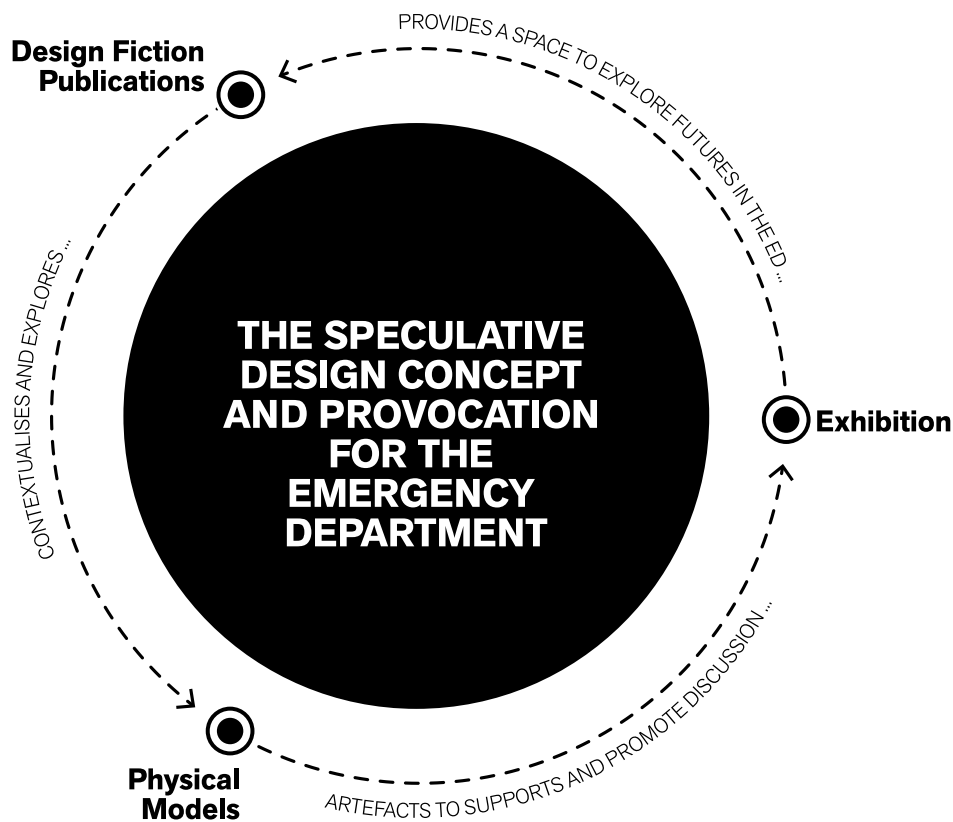 PROVIDES A SPACE TO EXPLORE FUTURES IN THE ED ...
Design Fiction
Publications
CONTEXTUALISES AND EXPLORES...
THE SPECULATIVE
DESIGN CONCEPT
AND PROVOCATION
FOR THE
EMERGENCY
DEPARTMENT
Exhibition
Physical
Models
ARTEFACTS TO SUPPORTS AND PROMOTE DISCUSSION ...